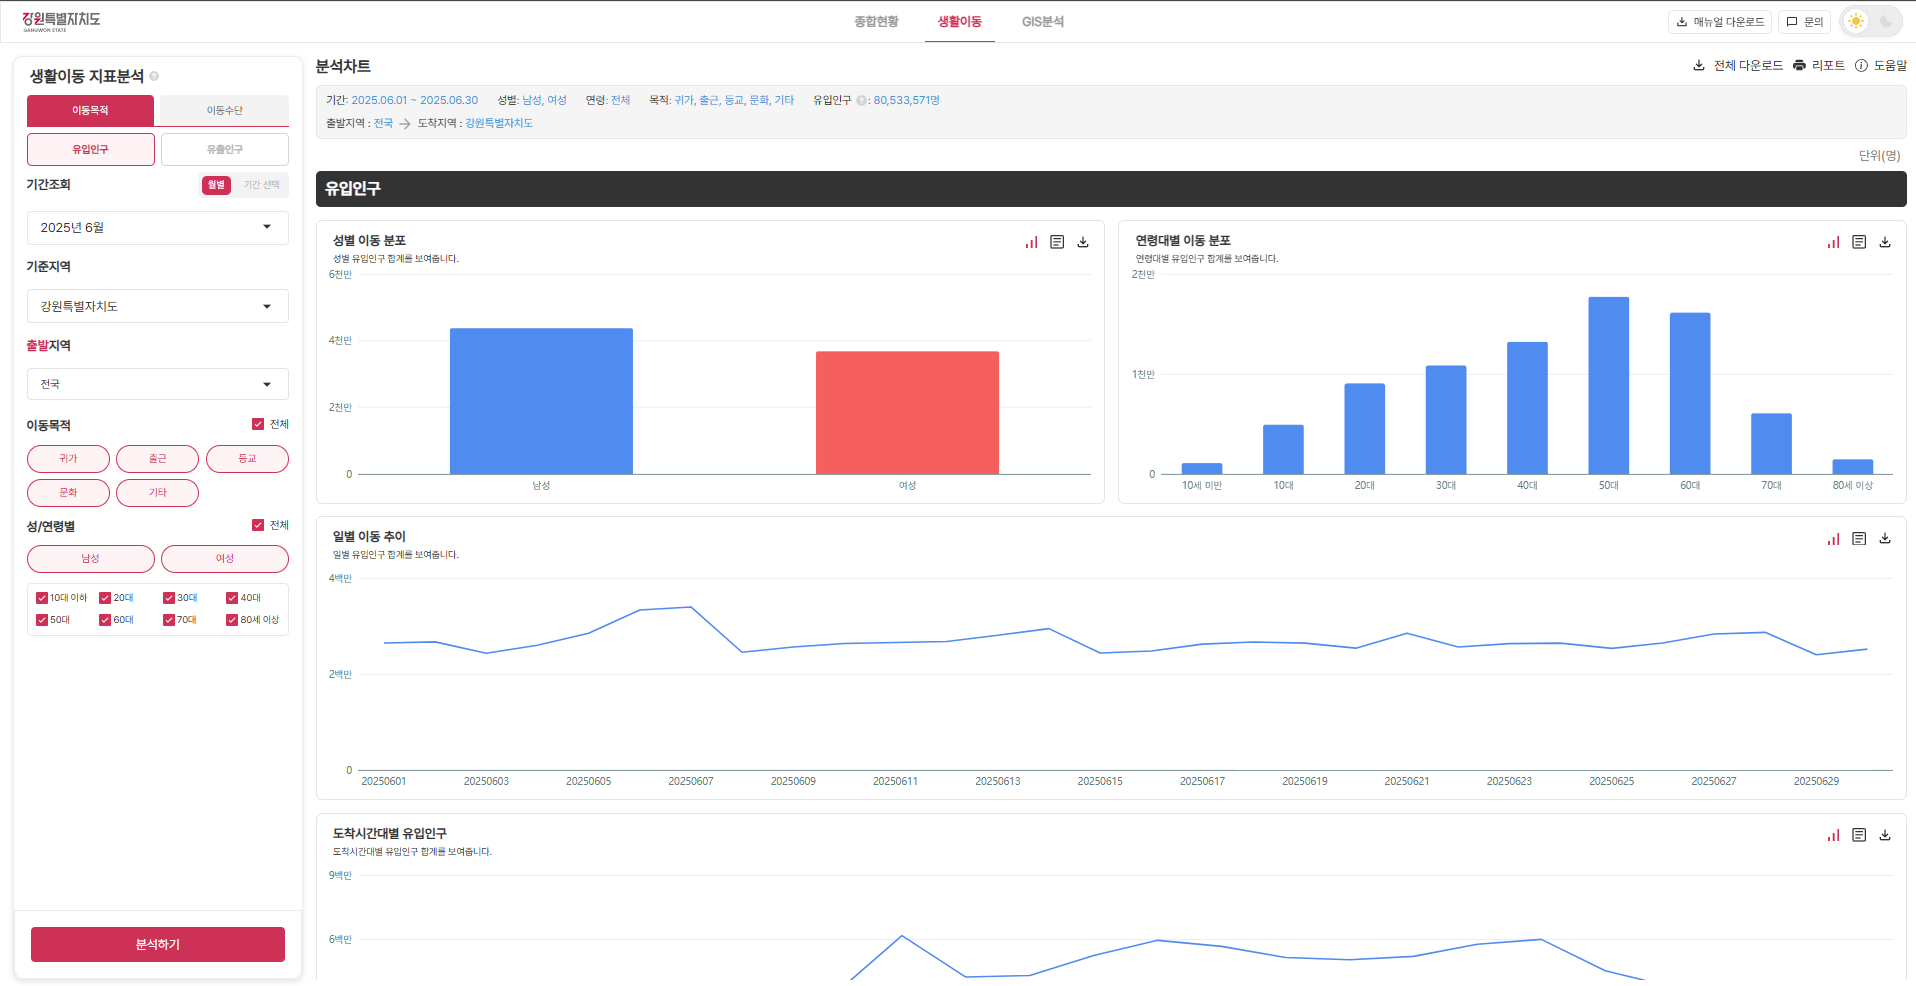 강원특별자치도
GANGWON STATE
종합현황
생활이동
GIS분석
매뉴얼 다운로드
문의
생활이동 지표분석
이동목적
이동수단
유입인구
유출인구
기간조회
월별
기간 선택
2025년 6월
기준지역
강원특별자치도
출발지역
전국
이동목적
전체
귀가
출근
등교
문화
기타
성/연령별
전체
남성
여성
10대 이하
20대
30대
40대
50대
60대
70대
80세 이상
분석하기
분석차트
전체 다운로드
리포트
도움말
기간: 2025.06.01 ~ 2025.06.30 성별: 남성, 여성 연령: 전체 목적: 귀가, 출근, 등교, 문화, 기타 유입인구 : 80,533,571명
출발지역 : 전국 → 도착지역 : 강원특별자치도
단위(명)
유입인구
성별 이동 분포
성별 유입인구 합계를 보여줍니다.
6천만
4천만
2천만
0
남성
여성
연령대별 이동 분포
연령대별 유입인구 합계를 보여줍니다.
2천만
1천만
0
10세 미만
10대
20대
30대
40대
50대
60대
70대
80세 이상
일별 이동 추이
일별 유입인구 합계를 보여줍니다.
4백만
2백만
0
20250601
20250603
20250605
20250607
20250609
20250611
20250613
20250615
20250617
20250619
20250621
20250623
20250625
20250627
20250629
도착시간대별 유입인구
도착시간대별 유입인구 합계를 보여줍니다.
9백만
6백만